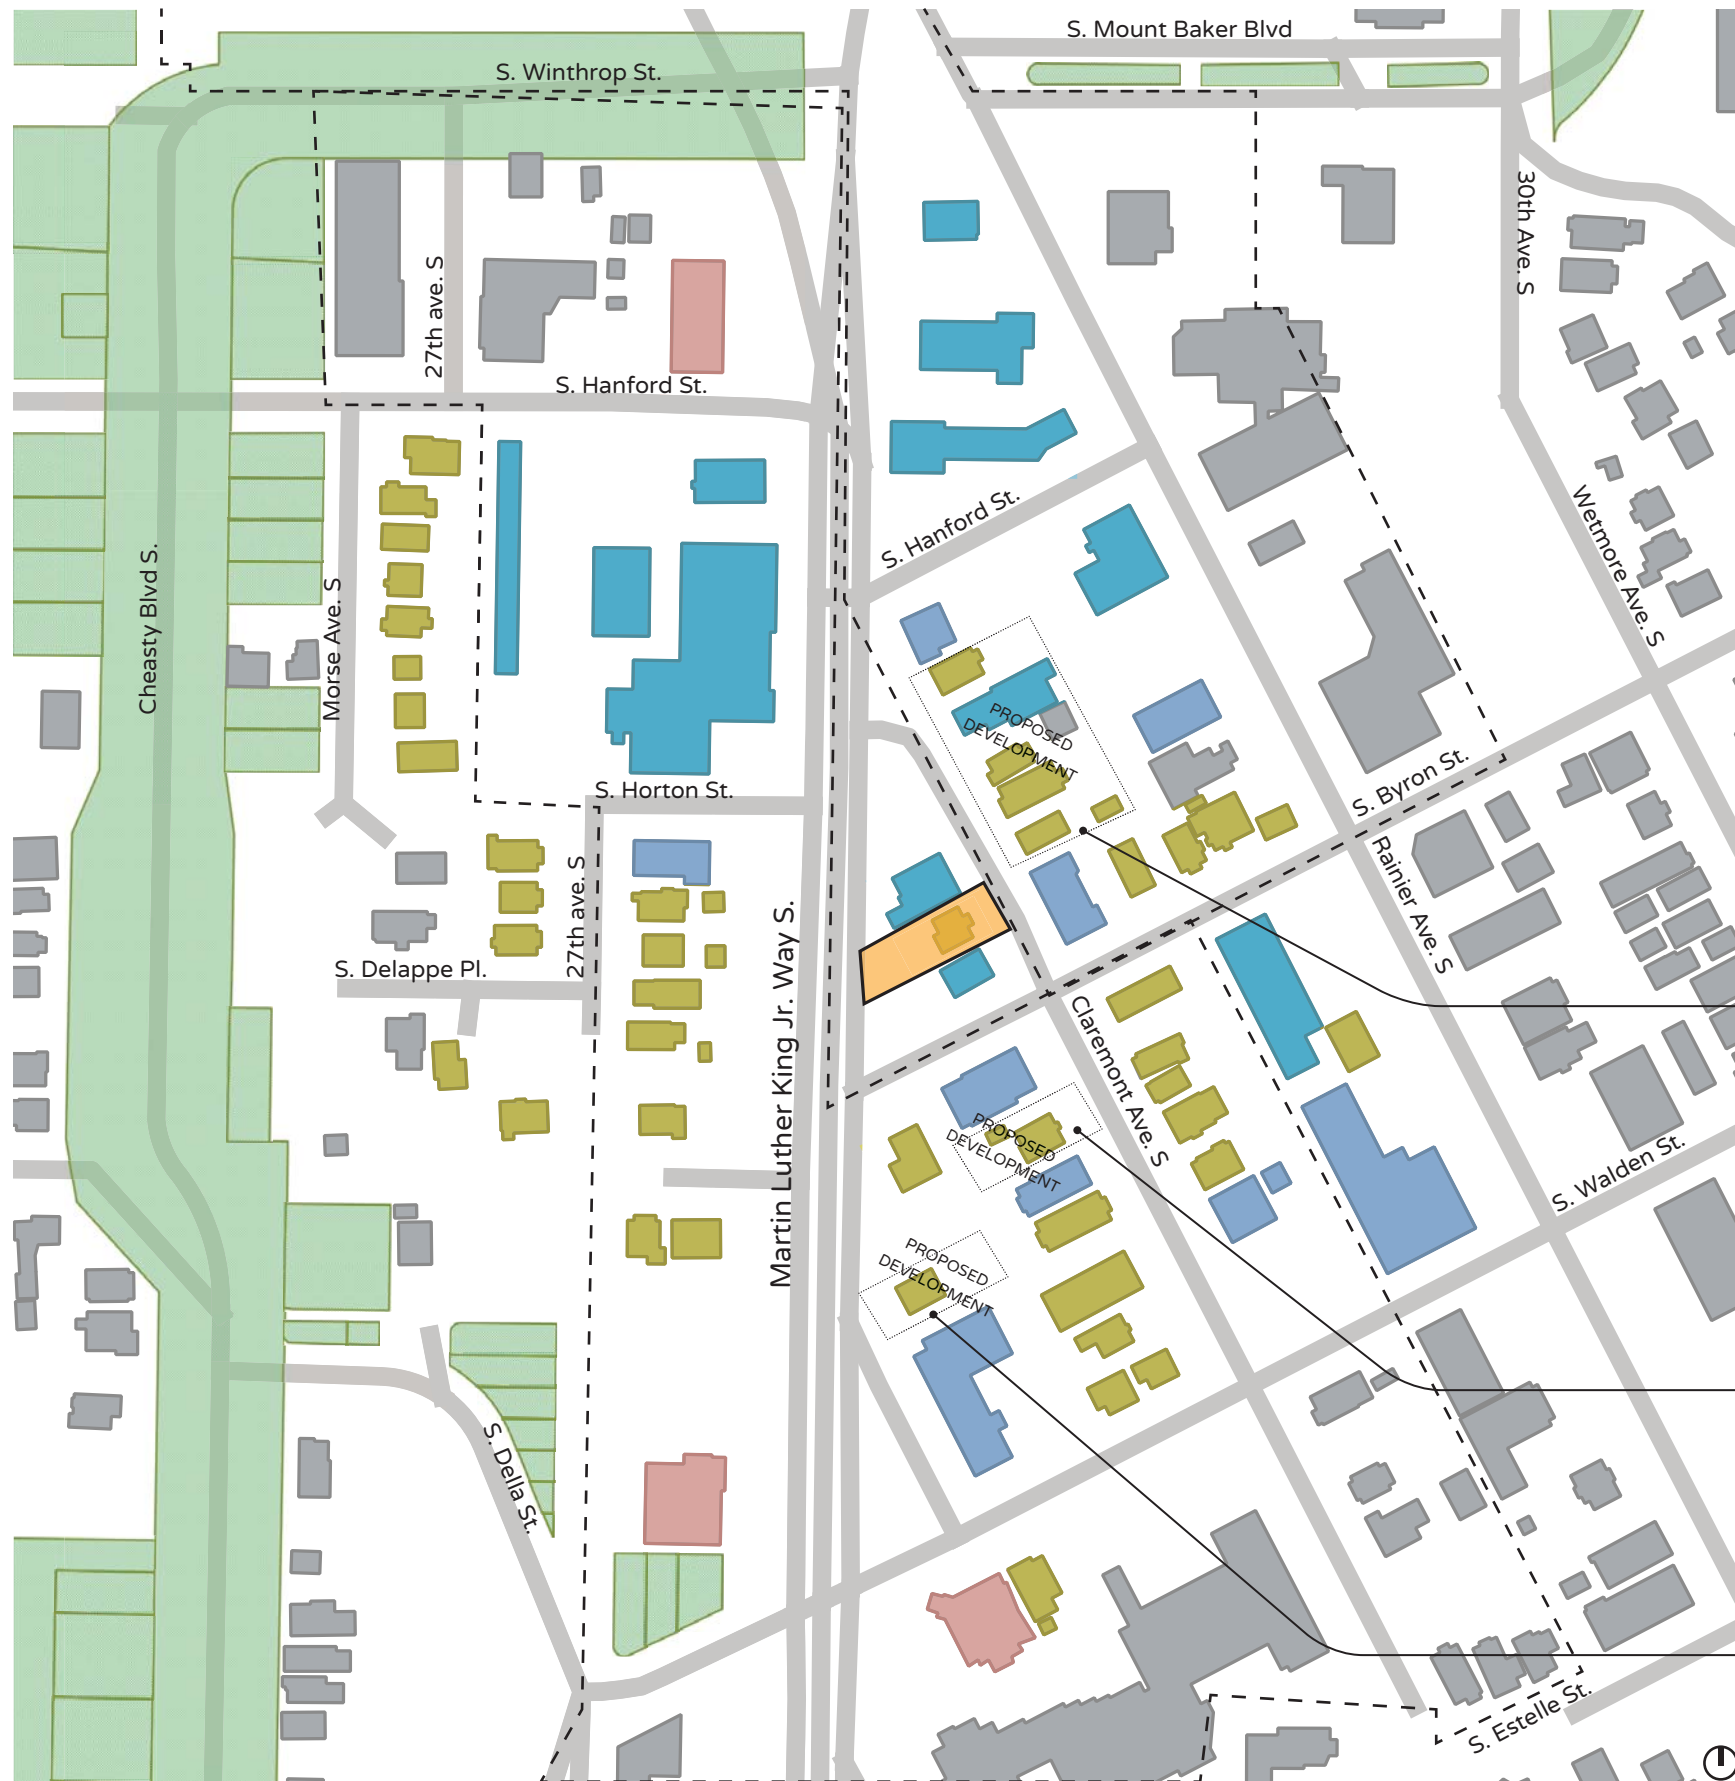 S. Mount Baker Blvd
S. Winthrop St.
30th Ave. S
27th ave. S
S. Hanford St.
S. Hanford St.
Wetmore Ave. S
Cheasty Blvd S.
Morse Ave. S
PROPOSED
DEVELOPMENT
S. Byron St.
S. Horton St.
27th ave. S
Rainier Ave. S
S. Delappe Pl.
Martin Luther King Jr. Way S.
Claremont Ave. S
PROPOSED
DEVELOPMENT
S. Walden St.
PROPOSED
DEVELOPMENT
S. Della St.
S. Estelle St.